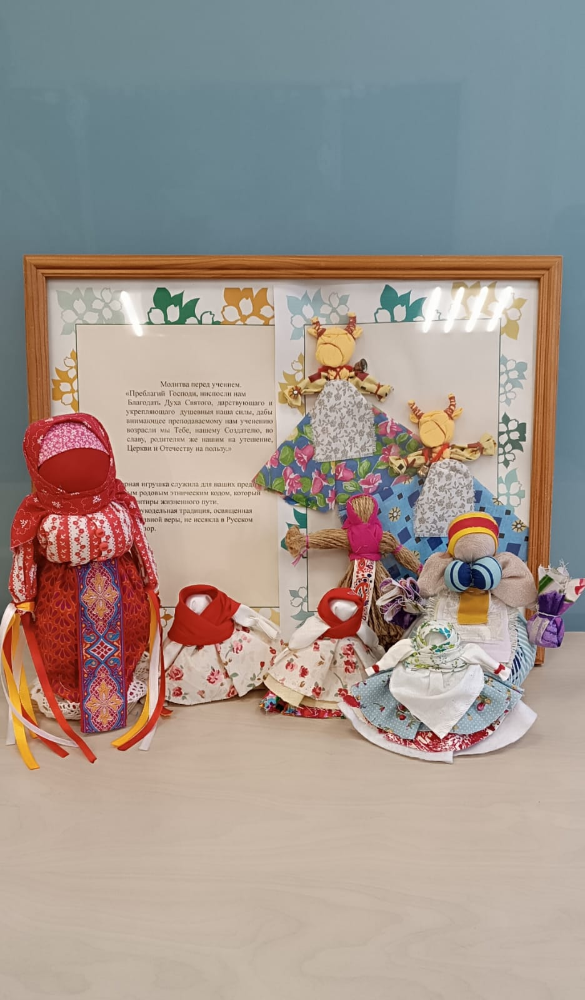 Молитва перед учением.
«Преблагий Господи, ниспосли нам
Благодать Духа Святого, дарствующаго и
укрепляющаго душевныя наша силы, дабы
внимающее преподаваемому нам учению
возрасли мы Тебе, нашему Создателю, во
славу, родителям же нашим на утешение,
Церкви и Отечеству на пользу.»
игрушка служила для наших
родовым этническим кодом, который
жизненного пути.
традиция, освященная
веры, не иссякла в Русском